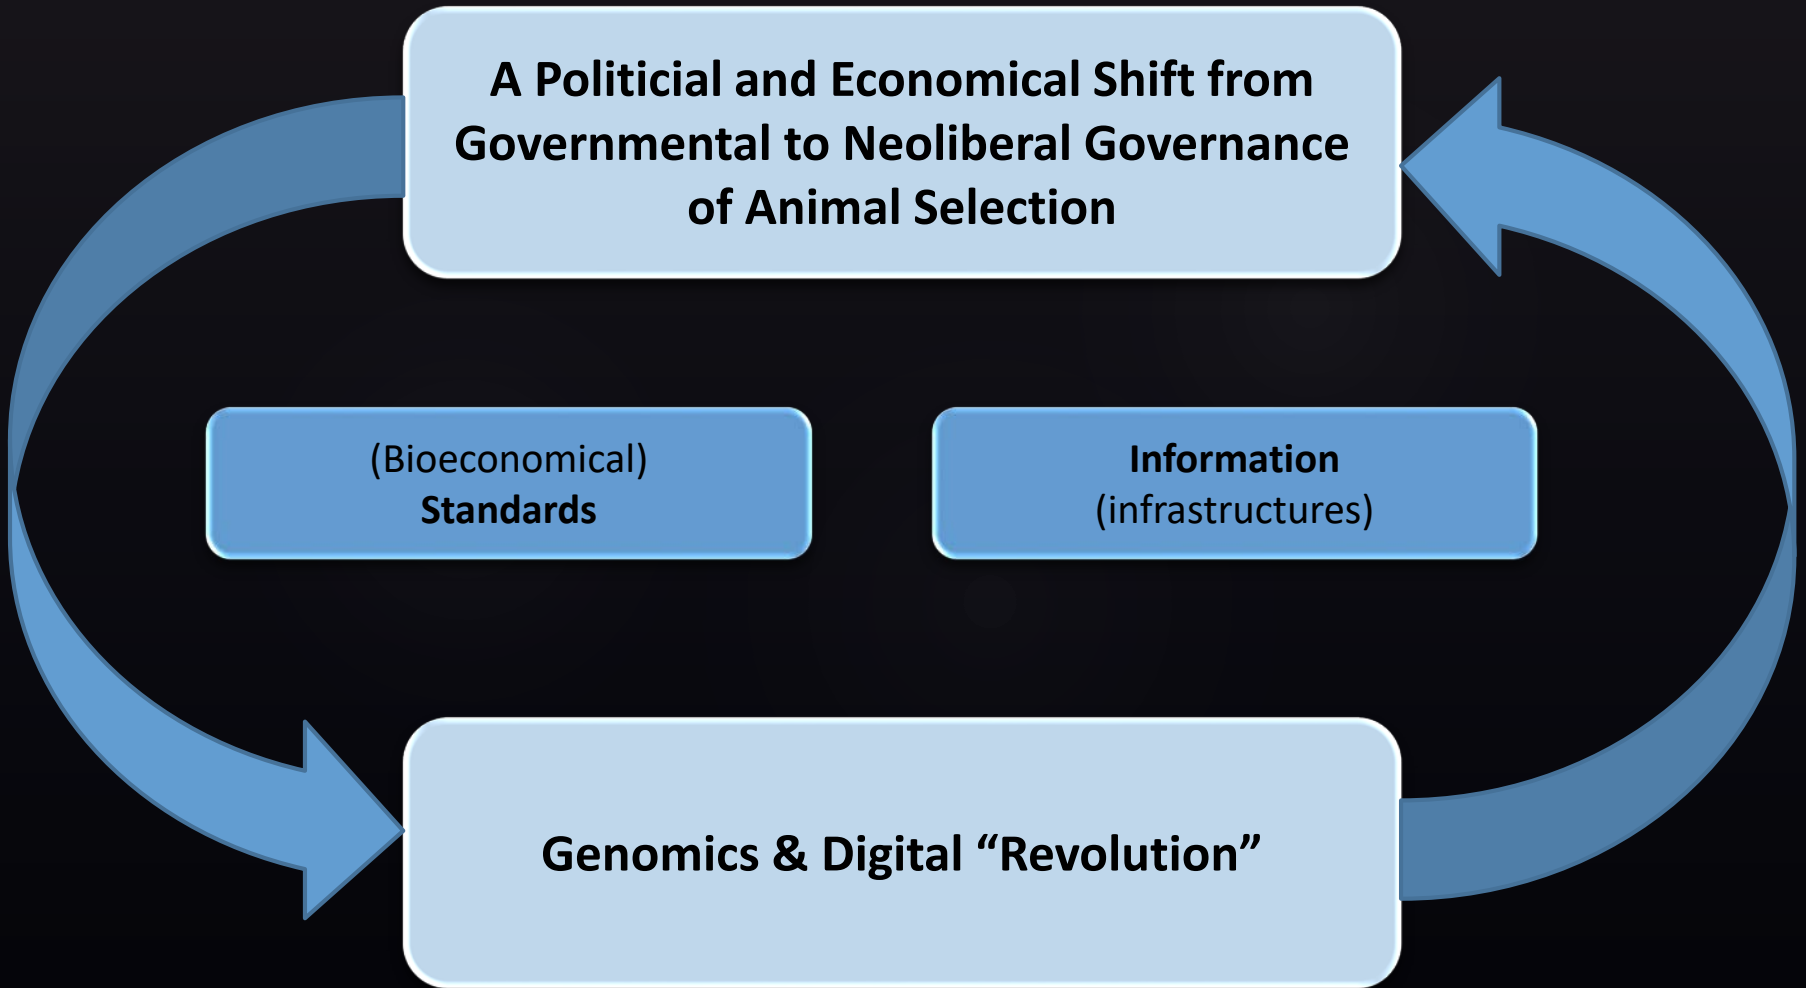 A Politicial and Economical Shift from
Governmental to Neoliberal Governance
of Animal Selection
(Bioeconomical)
Standards
Information
(infrastructures)
Genomics & Digital “Revolution”